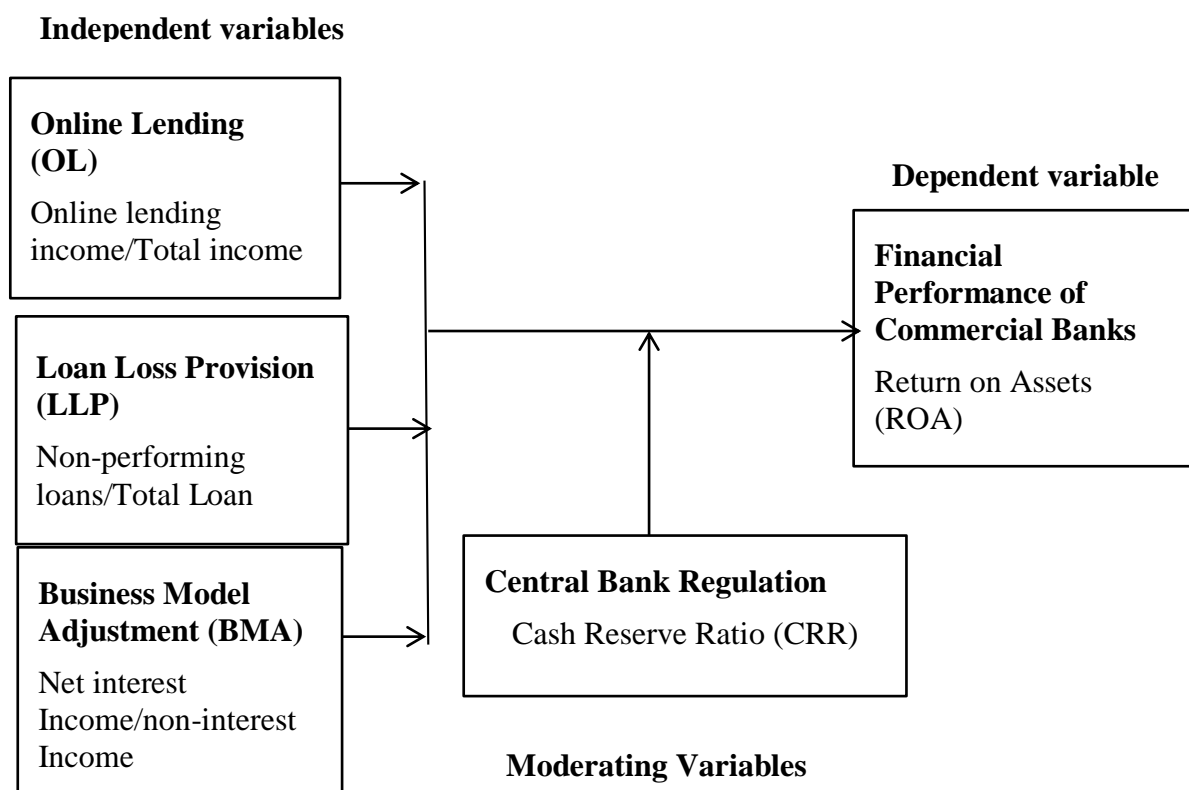 Independent variables
Online Lending
(OL)
Online lending
income/Total income
Loan Loss Provision
(LLP)
Non-performing
loans/Total Loan
Business Model
Adjustment (BMA)
Net interest
Income/non-interest
Income
Dependent variable
Financial
Performance of
Commercial Banks
Return on Assets
(ROA)
Central Bank Regulation
Cash Reserve Ratio (CRR)
Moderating Variables